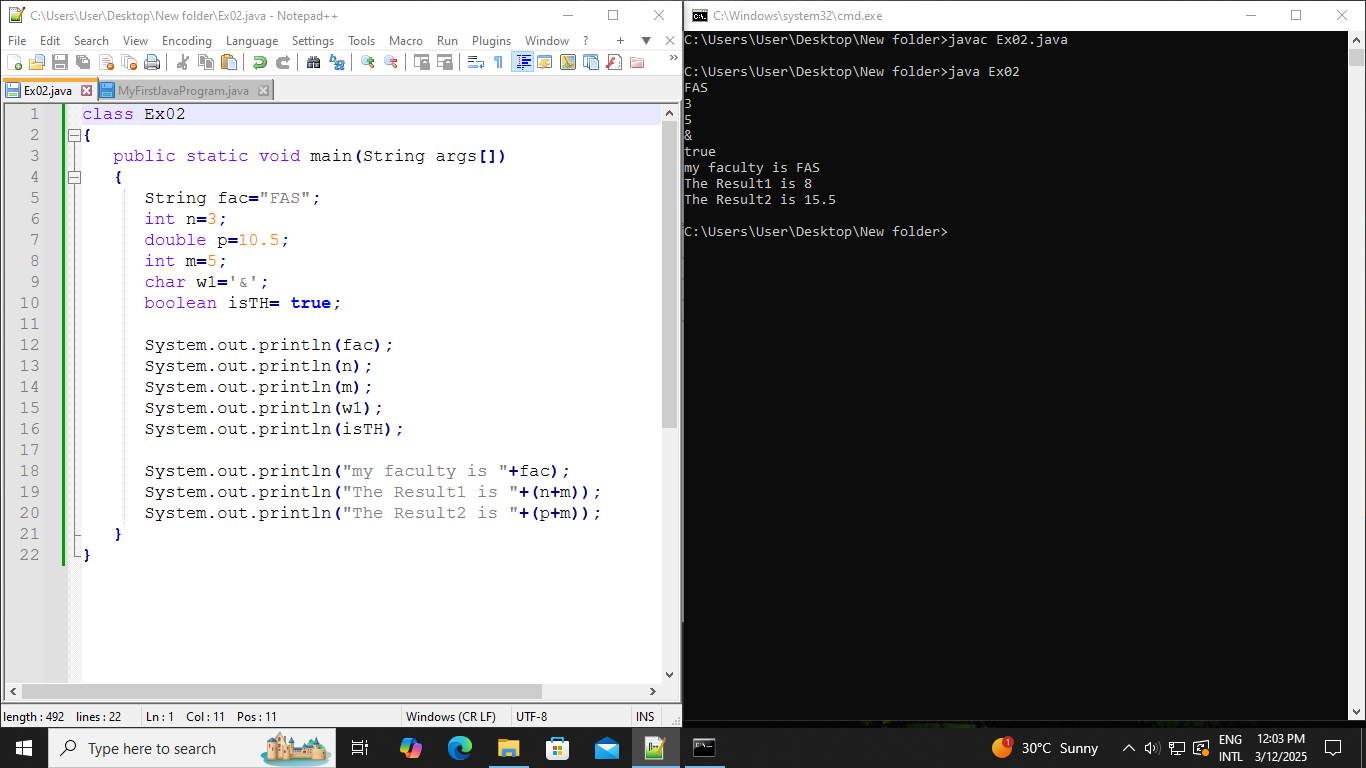 C:\Users\User\Desktop\New folder\Ex02.java - Notepad++
File Edit Search View Encoding Language Settings Tools Macro Run Plugins Window ? + ▼ X
Ex02.java MyFirstJavaProgram.java
1 class Ex02
2 {
3 public static void main(String args[])
4 {
5 String fac="FAS";
6 int n=3;
7 double p=10.5;
8 int m=5;
9 char w1='&';
10 boolean isTH= true;
11
12 System.out.println(fac);
13 System.out.println(n);
14 System.out.println(m);
15 System.out.println(w1);
16 System.out.println(isTH);
17
18 System.out.println("my faculty is "+fac);
19 System.out.println("The Result1 is "+(n+m));
20 System.out.println("The Result2 is "+(p+m));
21 }
22 }
length : 492 lines : 22 Ln : 1 Col : 11 Pos : 11 Windows (CR LF) UTF-8 INS
C:\Windows\system32\cmd.exe
C:\Users\User\Desktop\New folder>javac Ex02.java
C:\Users\User\Desktop\New folder>java Ex02
FAS
3
5
&
true
my faculty is FAS
The Result1 is 8
The Result2 is 15.5
C:\Users\User\Desktop\New folder>
Type here to search
30°C Sunny
ENG
INTL
12:03 PM
3/12/2025